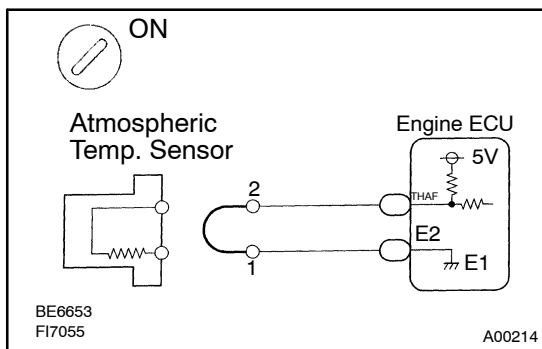 ON
Atmospheric
Temp. Sensor
Engine ECU
5V
2
THAF
E2
1
E1
BE6653
FI7055
A00214